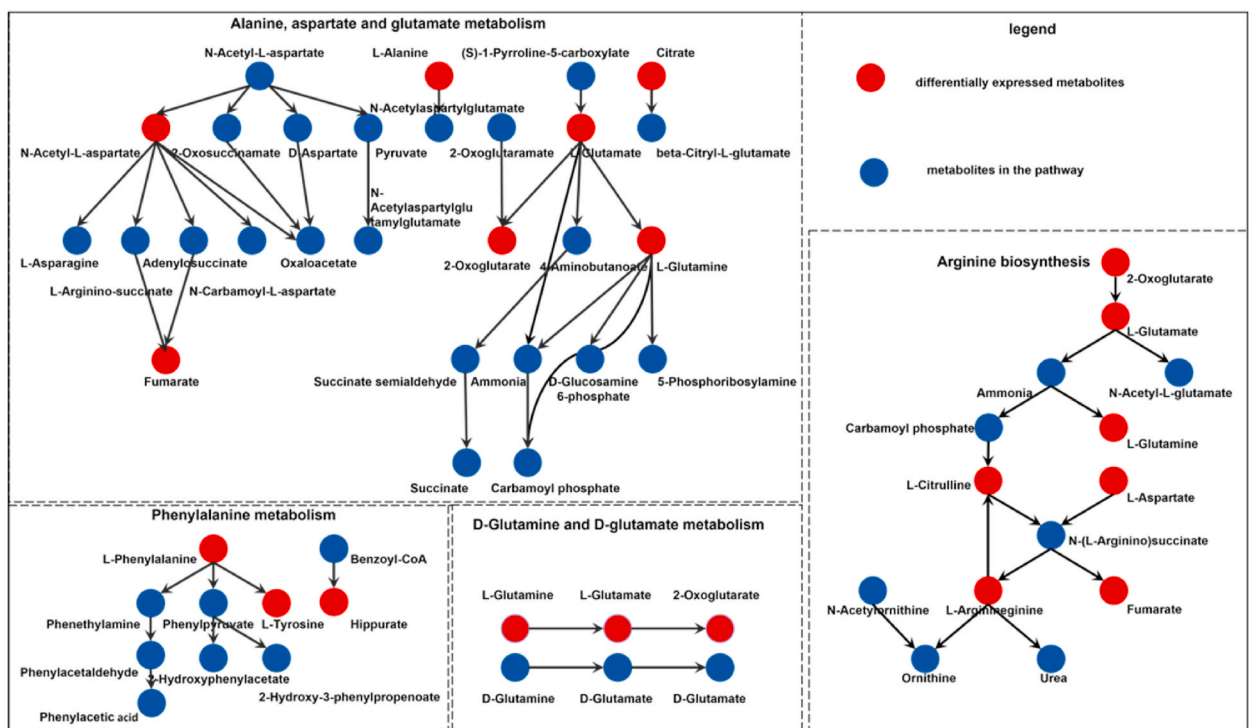 Alanine, aspartate and glutamate metabolism
N-Acetyl-L-aspartate
L-Alanine
(S)-1-Pyrroline-5-carboxylate
Citrate
N-Acetylaspartylglutamate
N-Acetyl-L-aspartate
2-Oxosuccinamate
D-Aspartate
Pyruvate
2-Oxoglutaramate
L-Glutamate
beta-Citryl-L-glutamate
N-
Acetylaspartylglu
tamylglutamate
L-Asparagine
Adenylosuccinate
Oxaloacetate
2-Oxoglutarate
4-Aminobutanoate
L-Glutamine
L-Arginino-succinate
N-Carbamoyl-L-aspartate
Fumarate
Succinate semialdehyde
Ammonia
D-Glucosamine
6-phosphate
5-Phosphoribosylamine
Succinate
Carbamoyl phosphate
legend
differentially expressed metabolites
metabolites in the pathway
Arginine biosynthesis
2-Oxoglutarate
L-Glutamate
Ammonia
N-Acetyl-L-glutamate
Carbamoyl phosphate
L-Glutamine
L-Citrulline
L-Aspartate
N-(L-Arginino)succinate
N-Acetylornithine
L-Arginineginine
Fumarate
Ornithine
Urea
Phenylalanine metabolism
L-Phenylalanine
Benzoyl-CoA
Phenethylamine
Phenylpyruvate
L-Tyrosine
Hippurate
Phenylacetaldehyde
2-Hydroxyphenylacetate
2-Hydroxy-3-phenylpropenoate
Phenylacetic acid
D-Glutamine and D-glutamate metabolism
L-Glutamine
L-Glutamate
2-Oxoglutarate
D-Glutamine
D-Glutamate
D-Glutamate